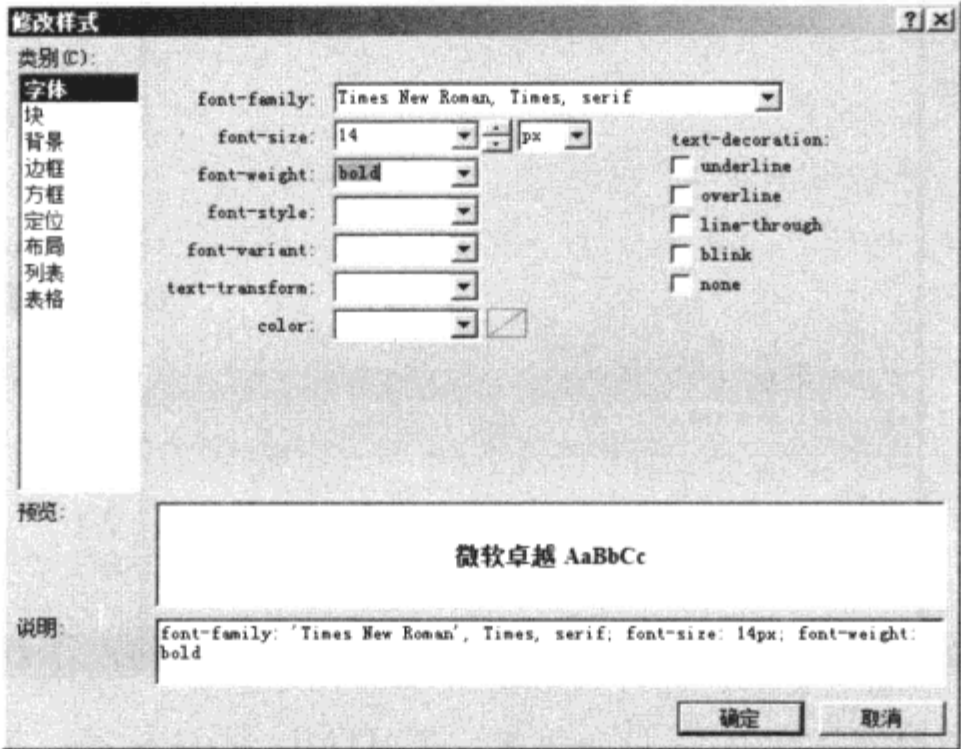 修改样式
类别(C):
字体
块
背景
边框
方框
定位
布局
列表
表格
font-family: Times New Roman, Times, serif
font-size: 14 px
font-weight: bold
font-style:
font-variant:
text-transform:
color:
text-decoration:
underline
overline
line-through
blink
none
预览:
微软卓越 AaBbCc
说明:
font-family: 'Times New Roman', Times, serif; font-size: 14px; font-weight:
bold
确定
取消